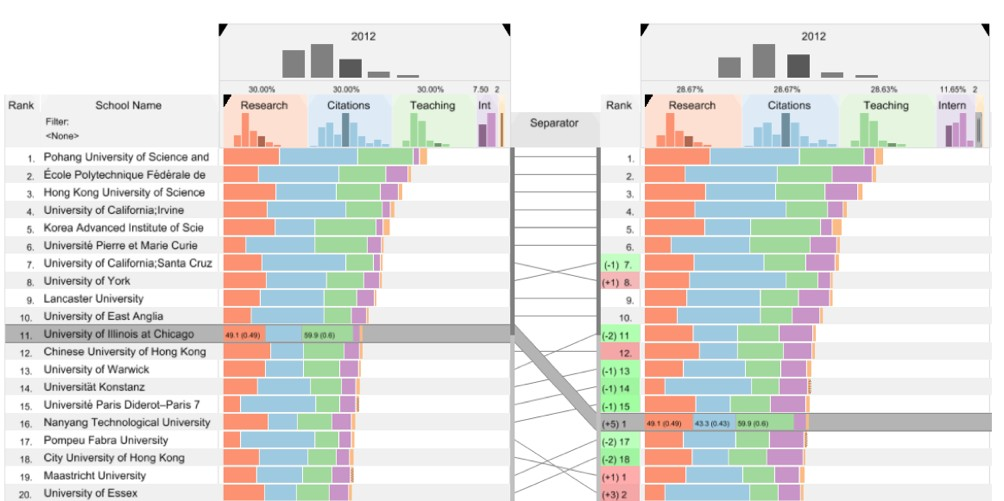 2012
2012
30.00% 30.00% 30.00% 7.50 2
28.67% 28.67% 28.63% 11.65% 2
Rank School Name Research Citations Teaching Int
Separator
Rank Research Citations Teaching Intern
Filter:
<None>
1. Pohang University of Science and 1.
2. École Polytechnique Fédérale de 2.
3. Hong Kong University of Science 3.
4. University of California;Irvine 4.
5. Korea Advanced Institute of Scie 5.
6. Université Pierre et Marie Curie 6.
7. University of California;Santa Cruz (-1) 7.
8. University of York (+1) 8.
9. Lancaster University 9.
10. University of East Anglia 10.
11. University of Illinois at Chicago 49.1 (0.49) 59.9 (0.6) (-2) 11
12. Chinese University of Hong Kong 12.
13. University of Warwick (-1) 13
14. Universität Konstanz (-1) 14
15. Université Paris Diderot–Paris 7 (-1) 15
16. Nanyang Technological University (+5) 1 49.1 (0.49) 43.3 (0.43) 59.9 (0.6)
17. Pompeu Fabra University (-2) 17
18. City University of Hong Kong (-2) 18
19. Maastricht University (+1) 1
20. University of Essex (+3) 2